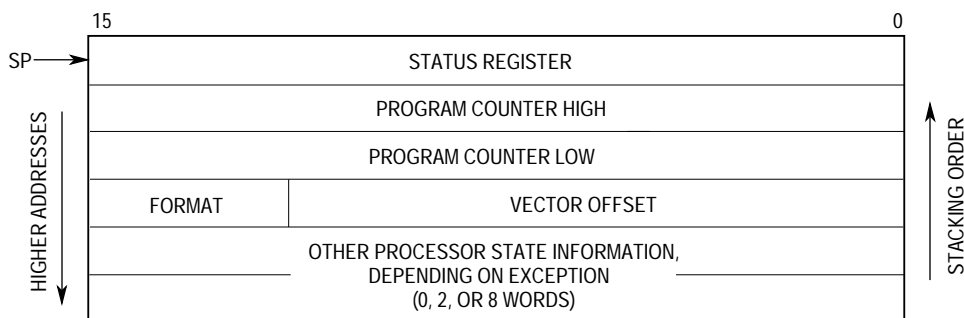 15 0
SP
STATUS REGISTER
PROGRAM COUNTER HIGH
PROGRAM COUNTER LOW
FORMAT VECTOR OFFSET
OTHER PROCESSOR STATE INFORMATION,
DEPENDING ON EXCEPTION
(0, 2, OR 8 WORDS)
HIGHER ADDRESSES
STACKING ORDER